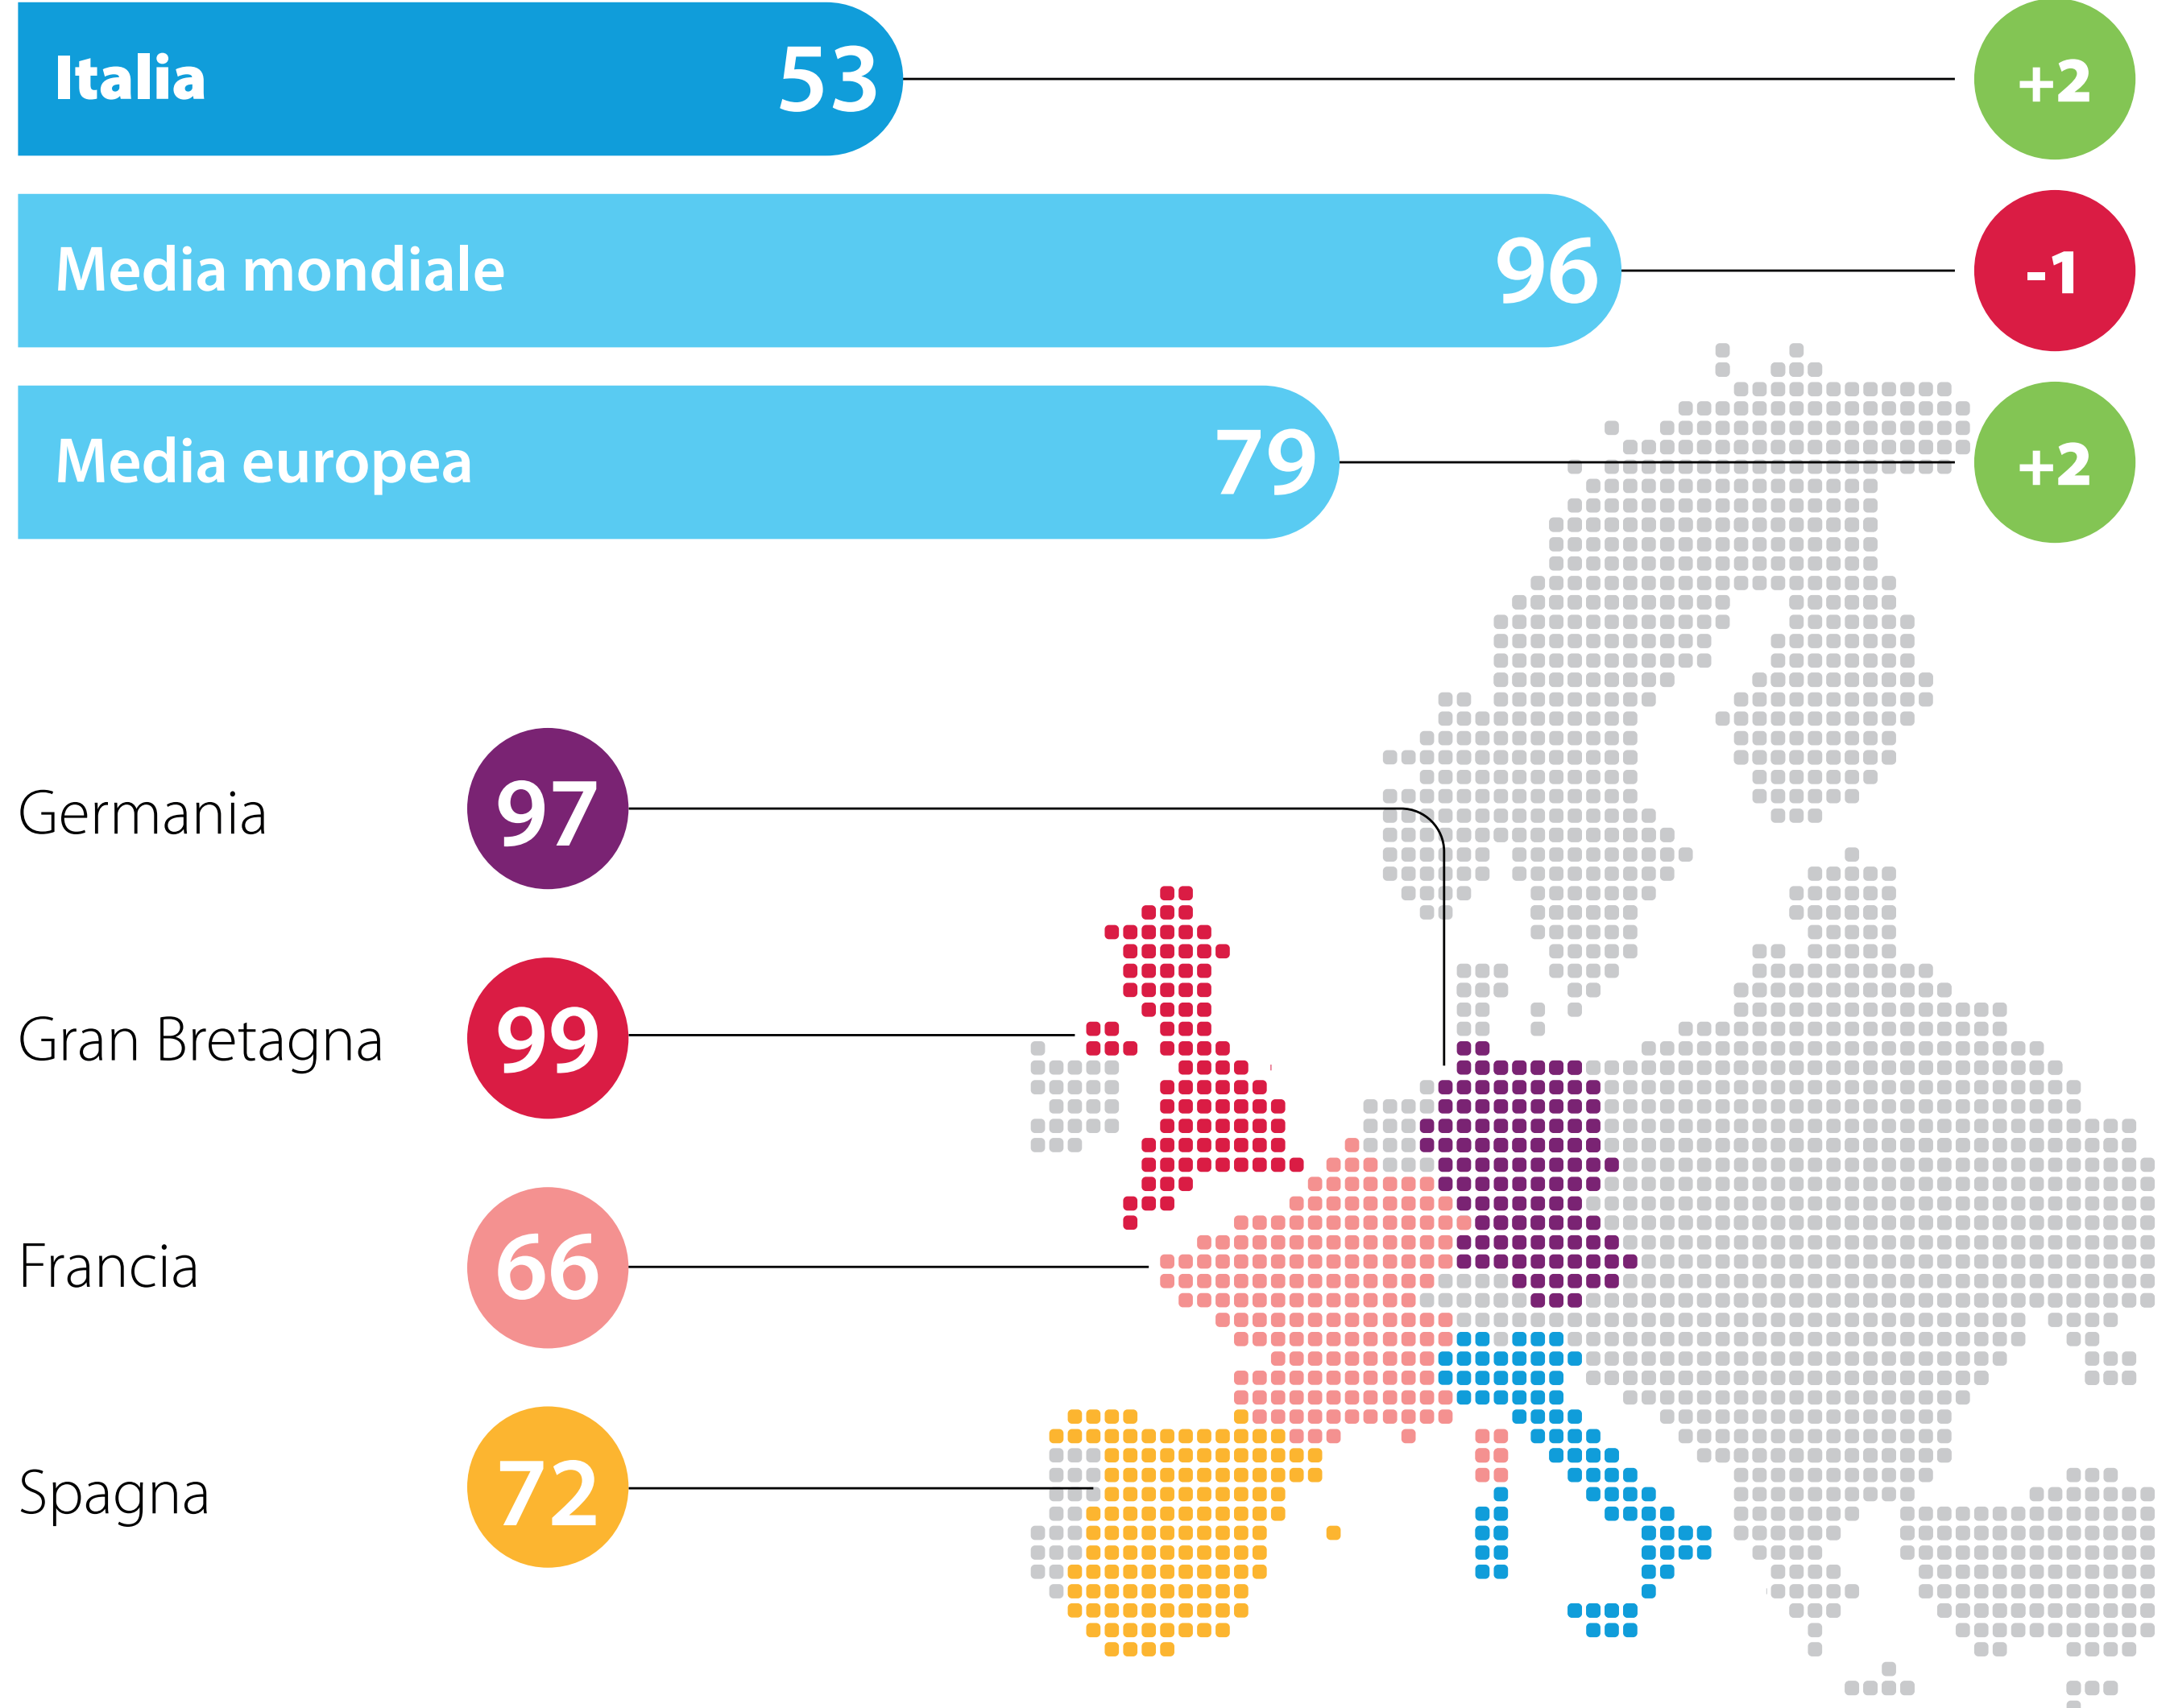 Italia 53 +2
Media mondiale 96 -1
Media europea 79 +2
Germania 97
Gran Bretagna 99
Francia 66
Spagna 72